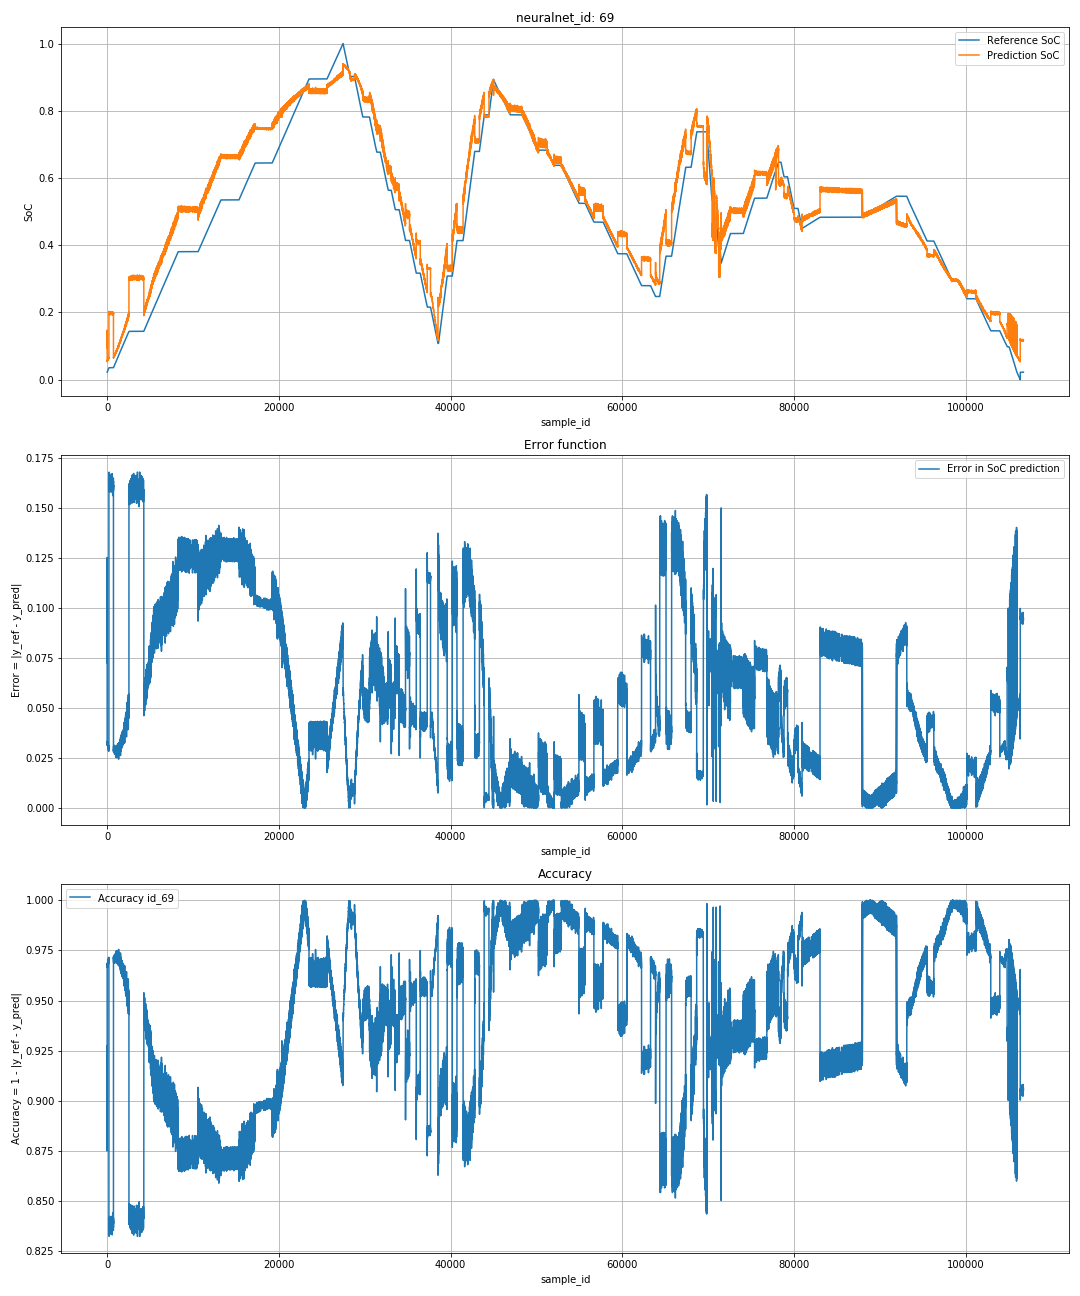 neuralnet_id: 69
Reference SoC
Prediction SoC
SoC
1.0
0.8
0.6
0.4
0.2
0.0
0 20000 40000 60000 80000 100000
sample_id
Error function
Error in SoC prediction
Error = |y_ref - y_pred|
0.175
0.150
0.125
0.100
0.075
0.050
0.025
0.000
0 20000 40000 60000 80000 100000
sample_id
Accuracy
Accuracy id_69
Accuracy = 1 - |y_ref - y_pred|
1.000
0.975
0.950
0.925
0.900
0.875
0.850
0.825
0 20000 40000 60000 80000 100000
sample_id